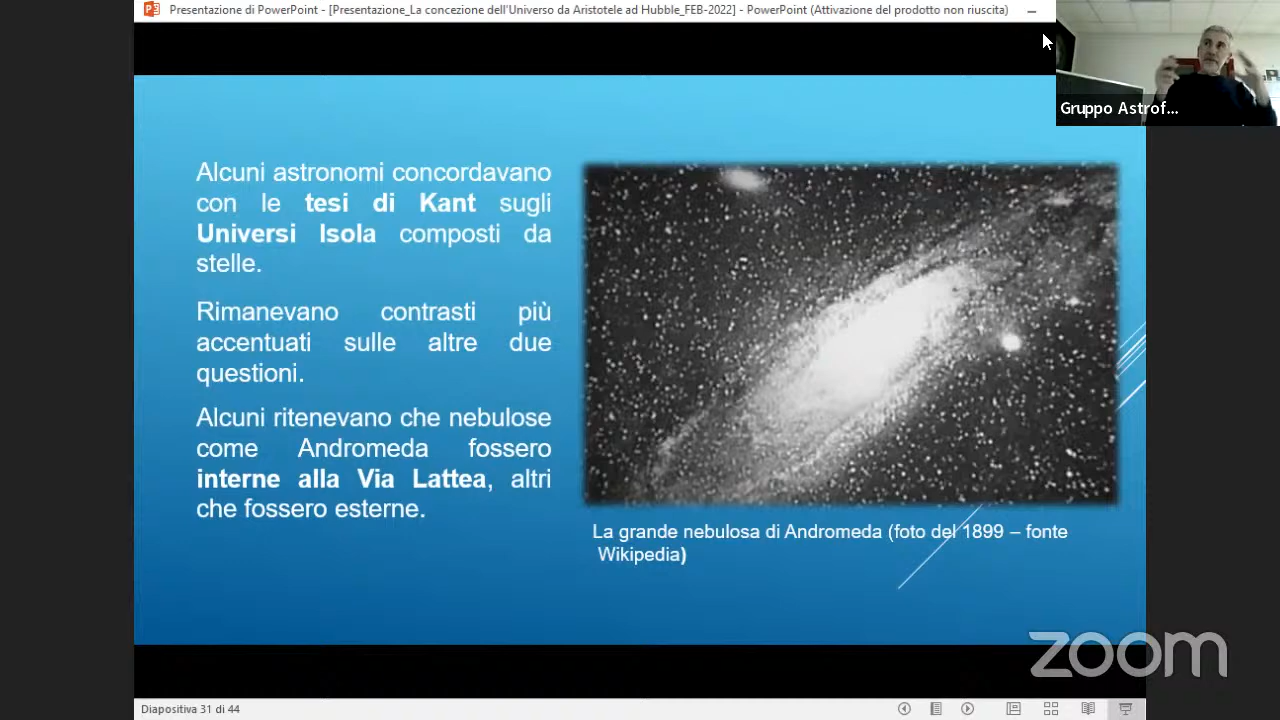 Presentazione di PowerPoint - [Presentazione_La concezione dell'Universo da Aristotele ad Hubble_FEB-2022] - PowerPoint (Attivazione del prodotto non riuscita)
Gruppo Astrof...
Alcuni astronomi concordavano
con le tesi di Kant sugli
Universi Isola composti da
stelle.
Rimanevano contrasti più
accentuati sulle altre due
questioni.
Alcuni ritenevano che nebulose
come Andromeda fossero
interne alla Via Lattea, altri
che fossero esterne.
La grande nebulosa di Andromeda (foto del 1899 – fonte
Wikipedia)
zoom
Diapositiva 31 di 44